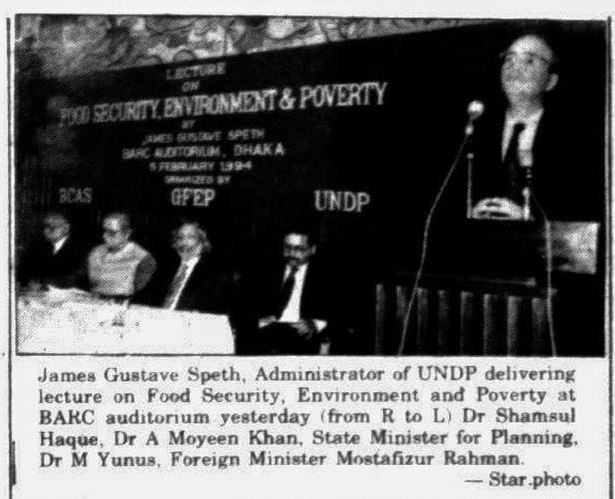 LECTURE
ON
FOOD SECURITY, ENVIRONMENT & POVERTY
BY
JAMES GUSTAVE SPETH
BARC AUDITORIUM, DHAKA
5 FEBRUARY 1994
ORGANIZED BY
BCAS GFEP UNDP
James Gustave Speth, Administrator of UNDP delivering
lecture on Food Security, Environment and Poverty at
BARC auditorium yesterday (from R to L) Dr Shamsul
Haque, Dr A Moyeen Khan, State Minister for Planning,
Dr M Yunus, Foreign Minister Mostafizur Rahman.
— Star photo